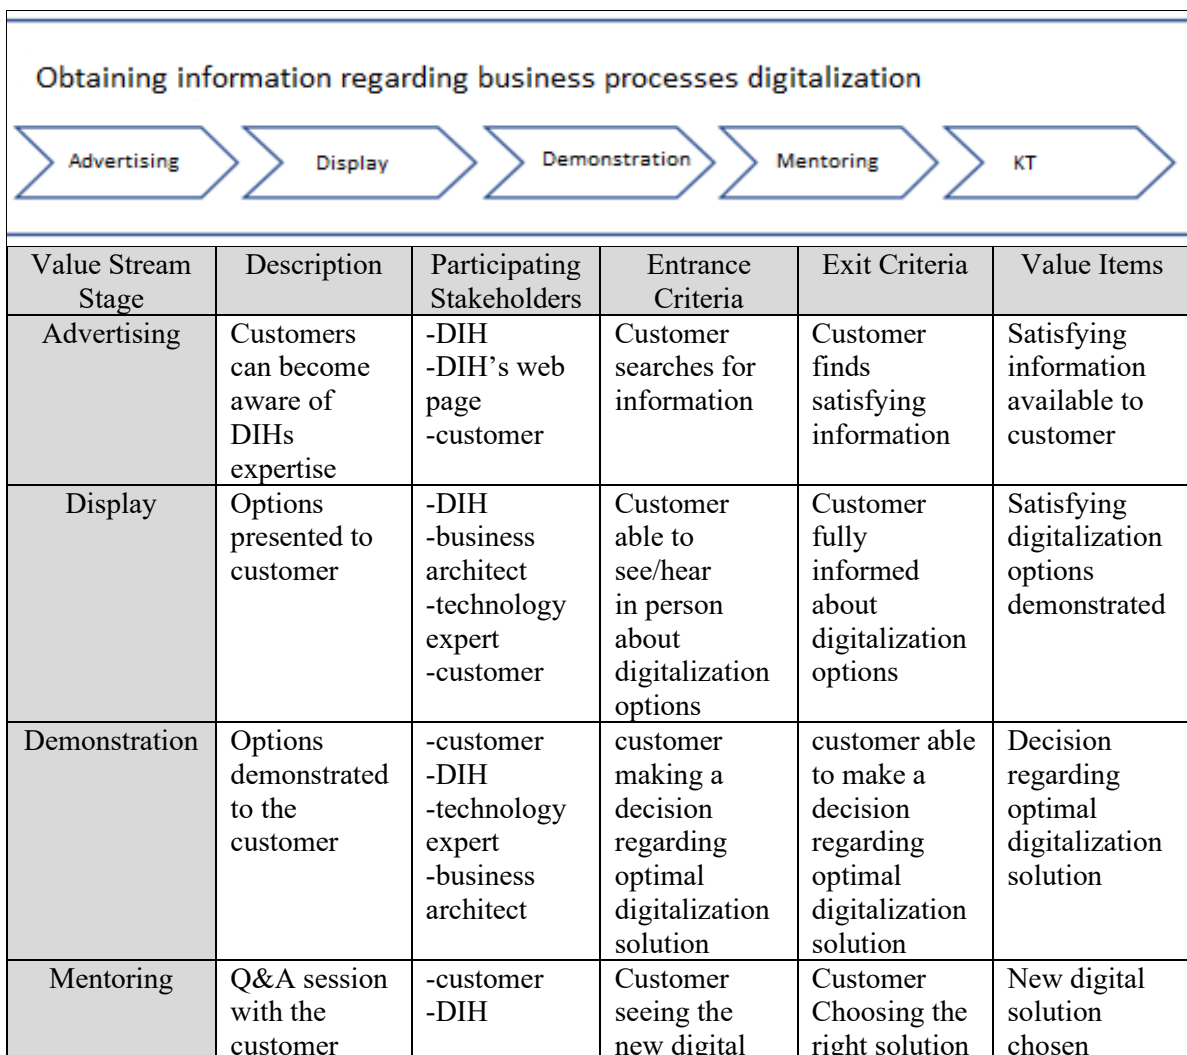 Obtaining information regarding business processes digitalization
Advertising
Display
Demonstration
Mentoring
KT
Value Stream
Stage
Description
Participating
Stakeholders
Entrance
Criteria
Exit Criteria
Value Items
Advertising
Customers
can become
aware of
DIHs
expertise
-DIH
-DIH’s web
page
-customer
Customer
searches for
information
Customer
finds
satisfying
information
Satisfying
information
available to
customer
Display
Options
presented to
customer
-DIH
-business
architect
-technology
expert
-customer
Customer
able to
see/hear
in person
about
digitalization
options
Customer
fully
informed
about
digitalization
options
Satisfying
digitalization
options
demonstrated
Demonstration
Options
demonstrated
to the
customer
-customer
-DIH
-technology
expert
-business
architect
customer
making a
decision
regarding
optimal
digitalization
solution
customer able
to make a
decision
regarding
optimal
digitalization
solution
Decision
regarding
optimal
digitalization
solution
Mentoring
Q&A session
with the
customer
-customer
-DIH
Customer
seeing the
new digital
Customer
Choosing the
right solution
New digital
solution
chosen